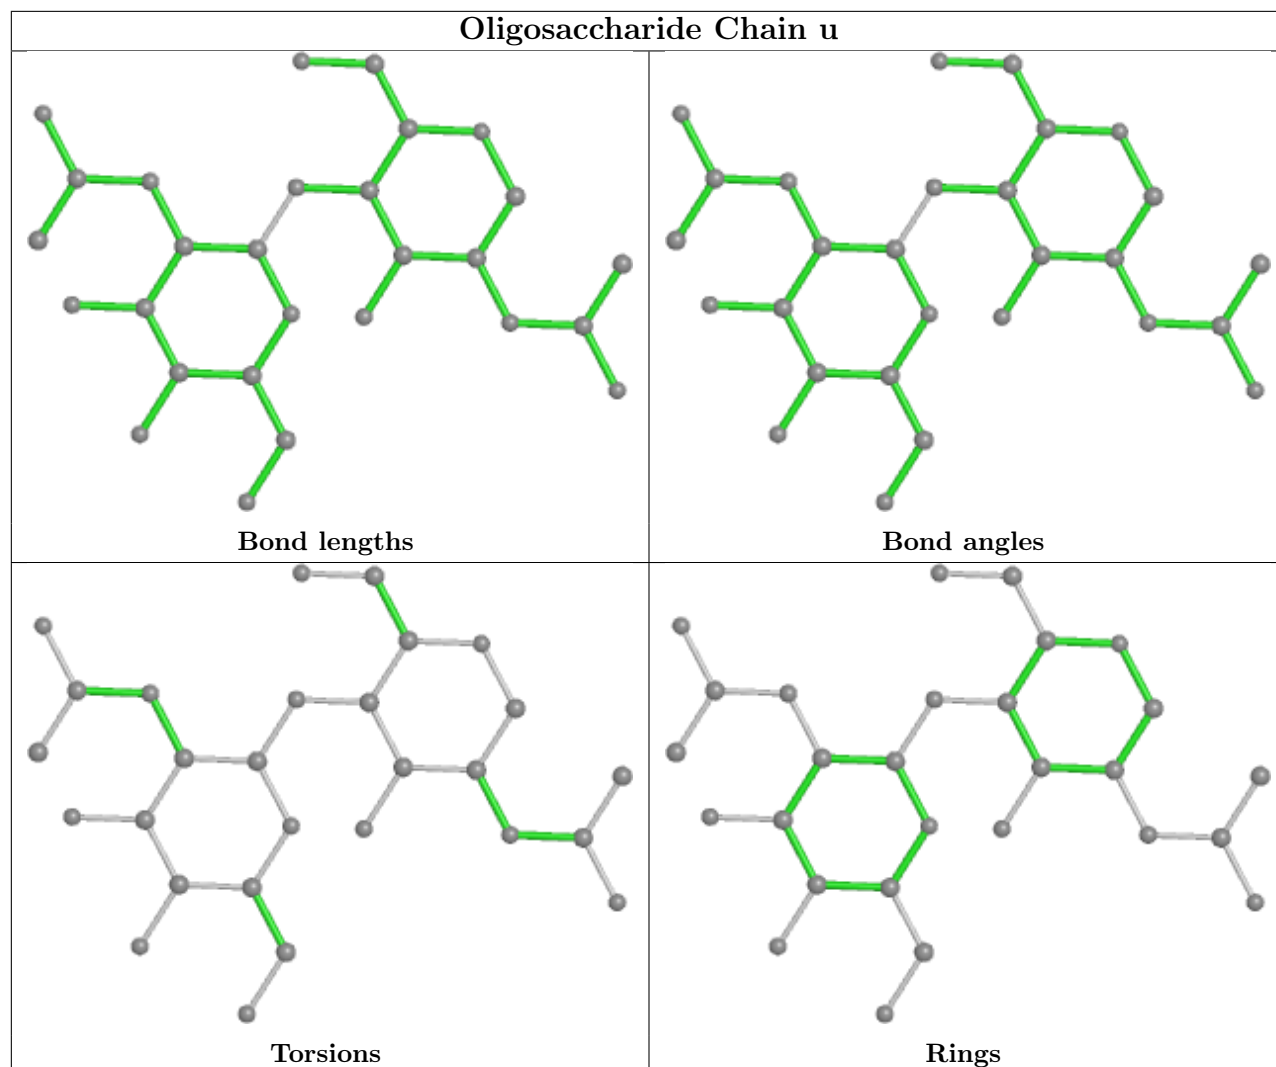 Oligosaccharide Chain u
Bond lengths
Bond angles
Torsions
Rings